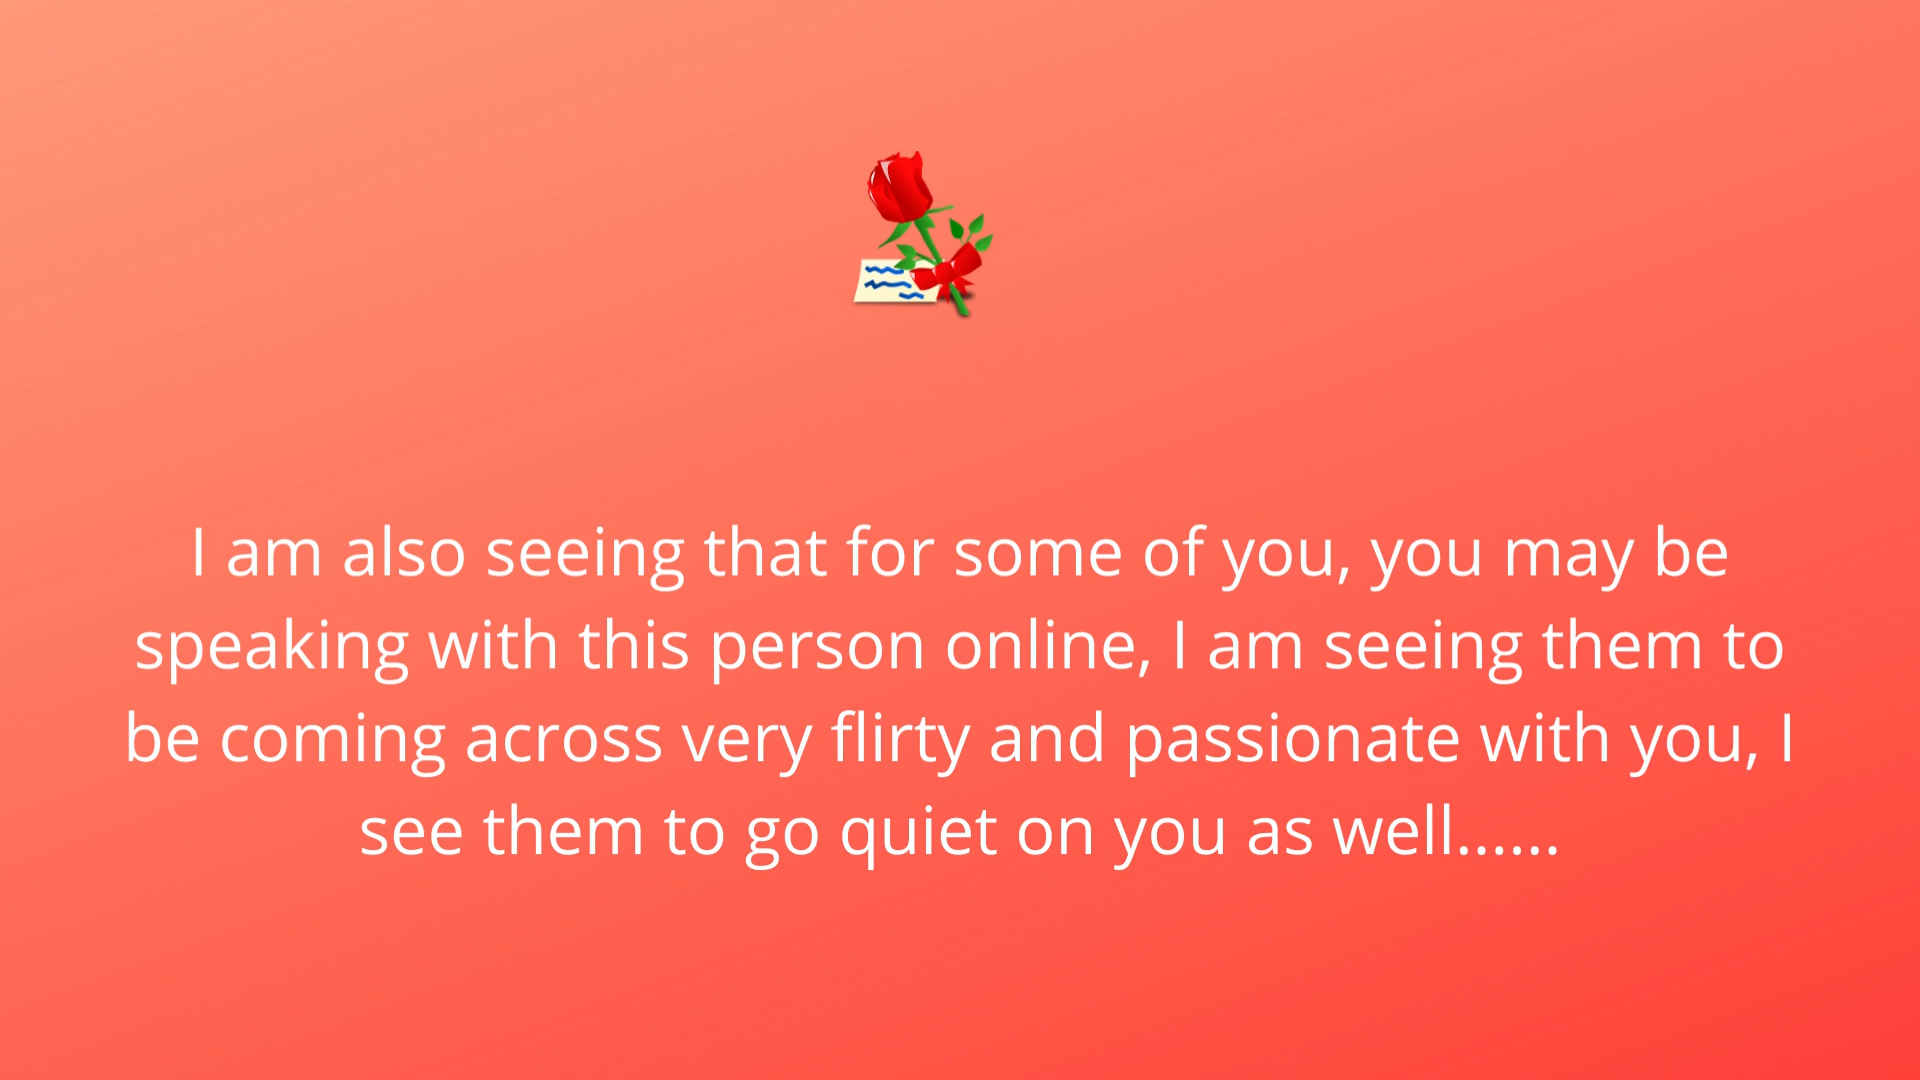 I am also seeing that for some of you, you may be
speaking with this person online, I am seeing them to
be coming across very flirty and passionate with you, I
see them to go quiet on you as well......